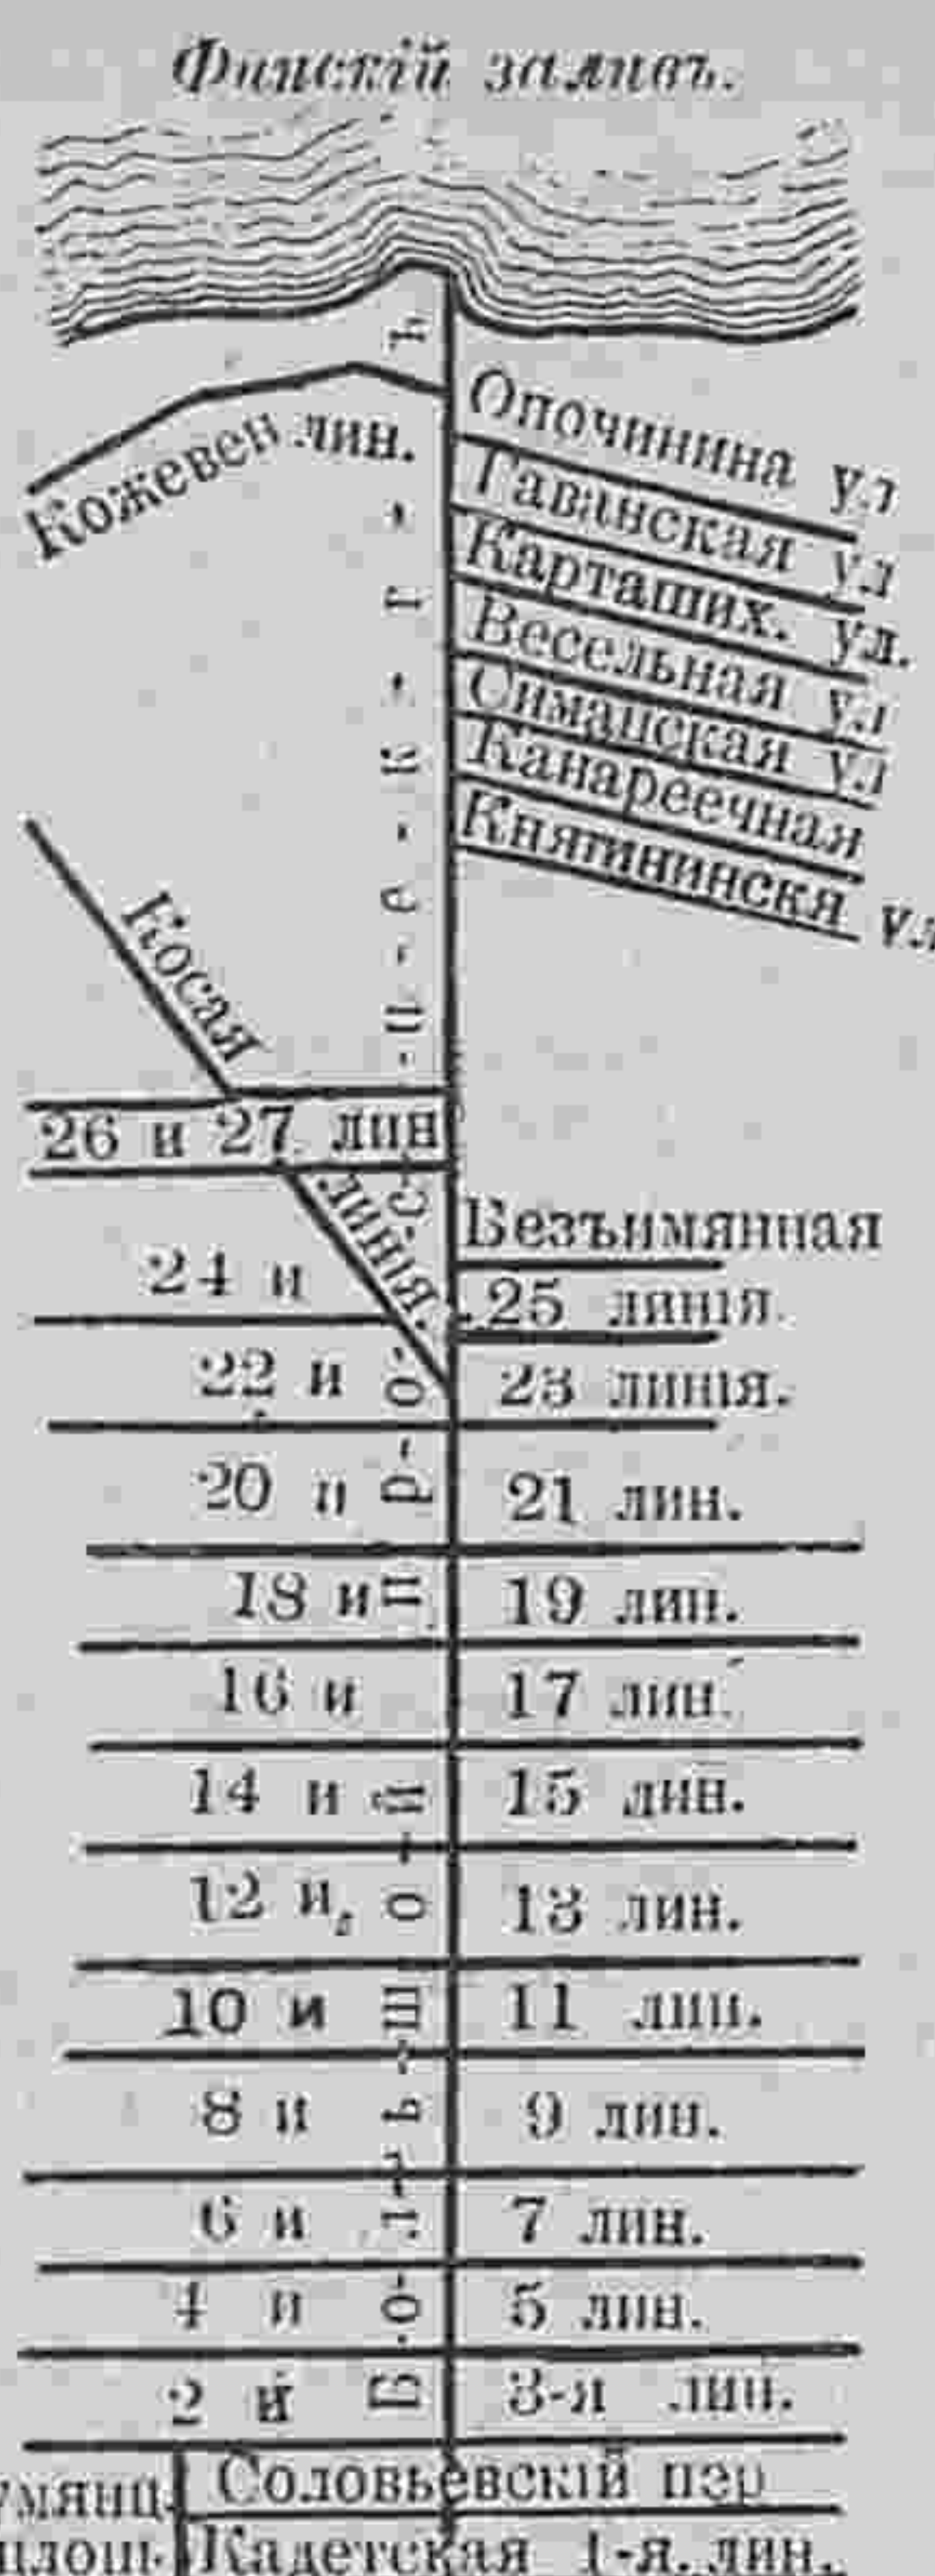 Финскій заливъ.
Опочинина ул
Кожевен лин.
Гаванская ул
Карташих. ул.
Весельная ул
Симанская ул
Канареечная
Княгининскя ул
Косая линія.
26 и 27 лин
Безъимянная
24 и 25 линія.
22 и 23 линія.
20 и 21 лин.
18 и 19 лин.
16 и 17 лин.
14 и 15 лин.
12 и 13 лин.
10 и 11 лин.
8 и 9 лин.
6 и 7 лин.
4 и 5 лин.
2 и 3-я лин.
Соловьевскій пер
Кадетская 1-я. лин.
Большой проспектъ